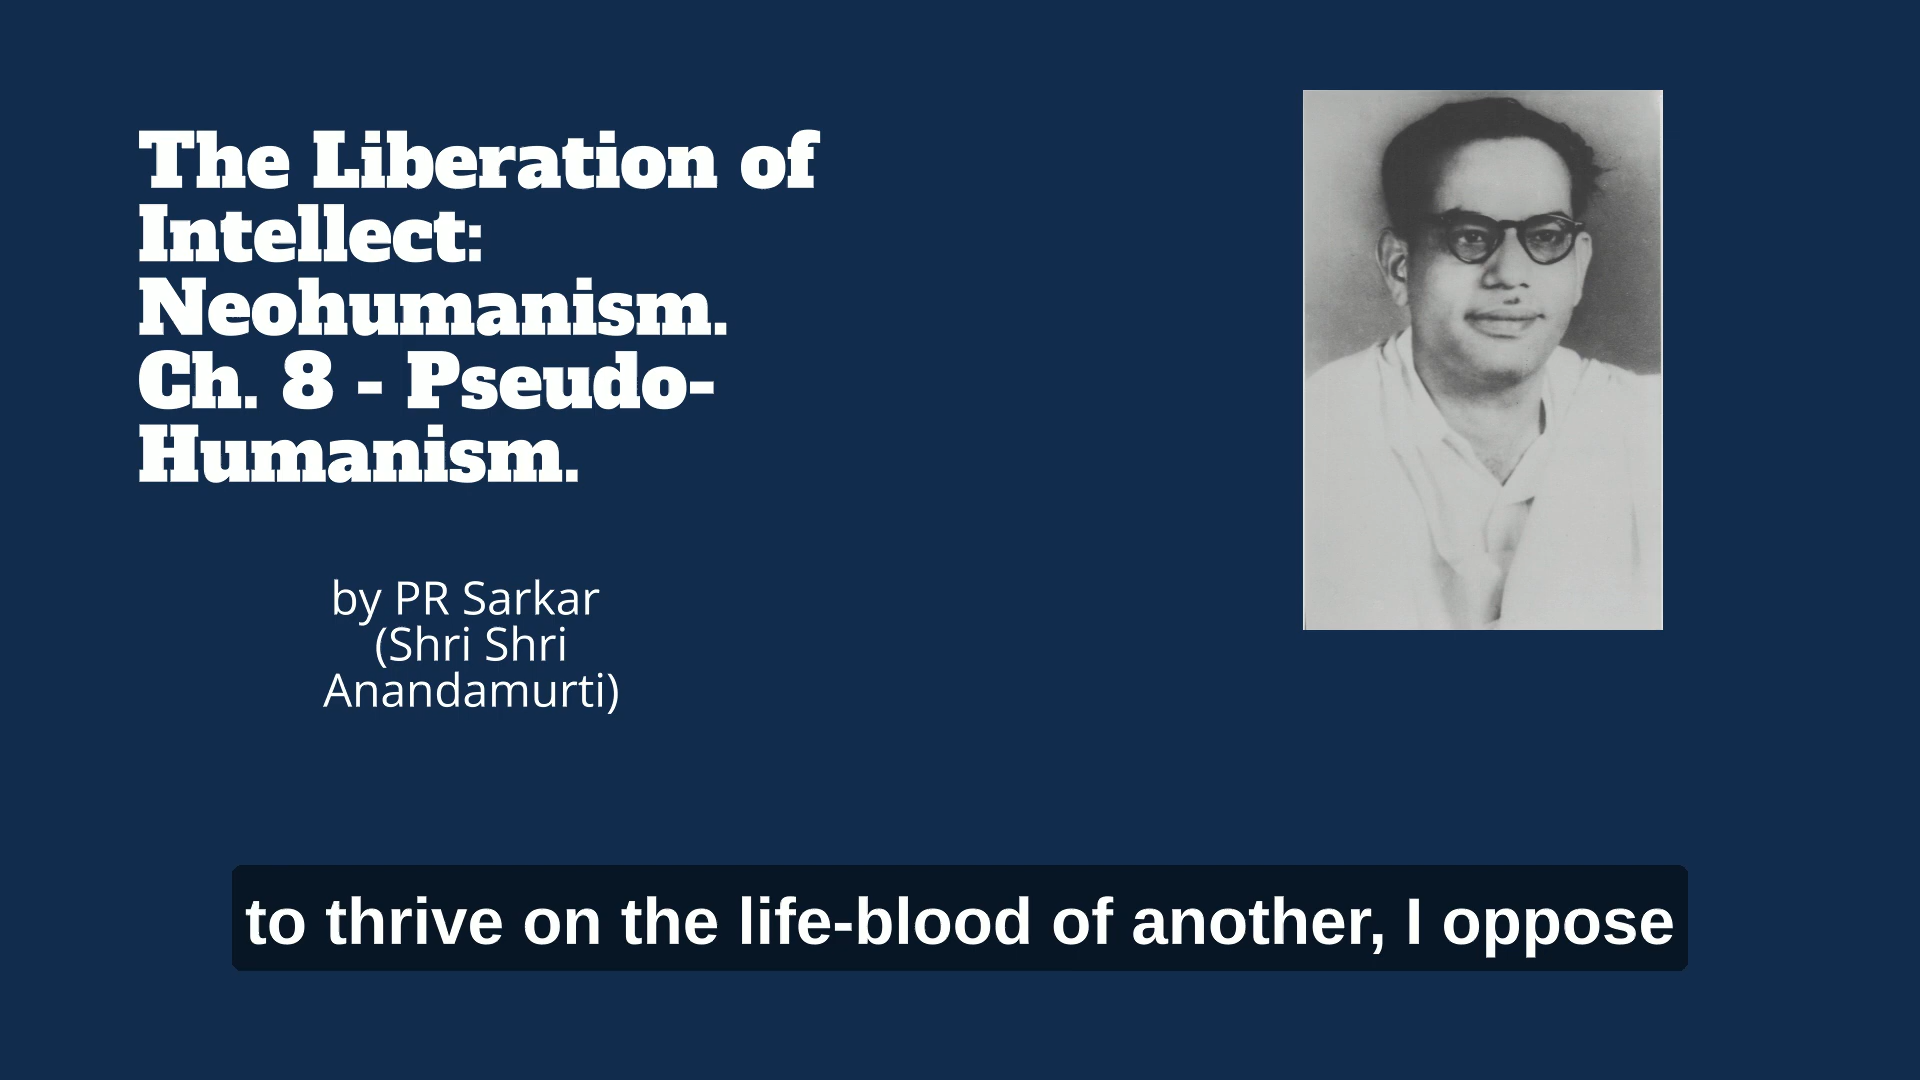 The Liberation of
Intellect:
Neohumanism.
Ch. 8 - Pseudo-
Humanism.
by PR Sarkar
(Shri Shri
Anandamurti)
to thrive on the life-blood of another, I oppose